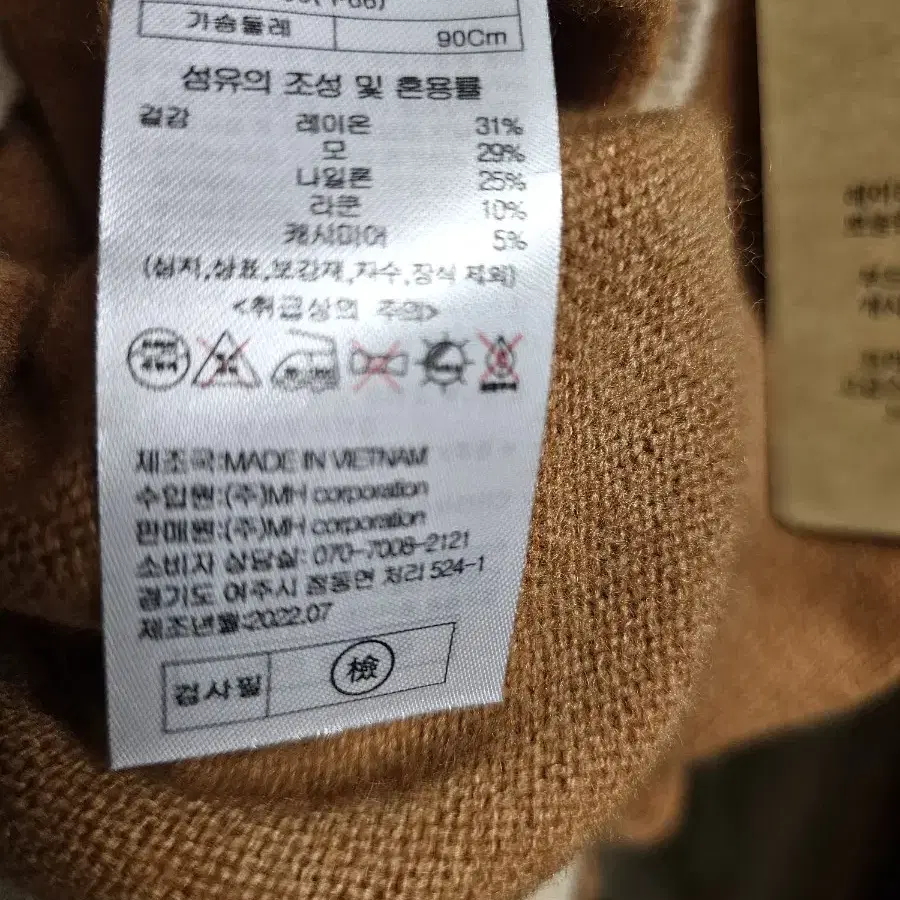 가슴둘레 90Cm
섬유의 조성 및 혼용률
겉감 레이온 31%
모 29%
나일론 25%
라쿤 10%
캐시미어 5%
(심지,상표,보강재,자수,장식 제외)
<취급상의 주의>
제조국:MADE IN VIETNAM
수입원:(주)MH corporation
판매원:(주)MH corporation
소비자 상담실: 070-7008-2121
경기도 여주시 점동면 처리 524-1
제조년월:2022.07
검사필 檢